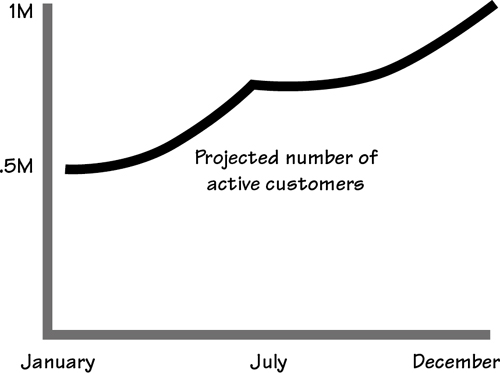 1M
.5M
Projected number of
active customers
January
July
December